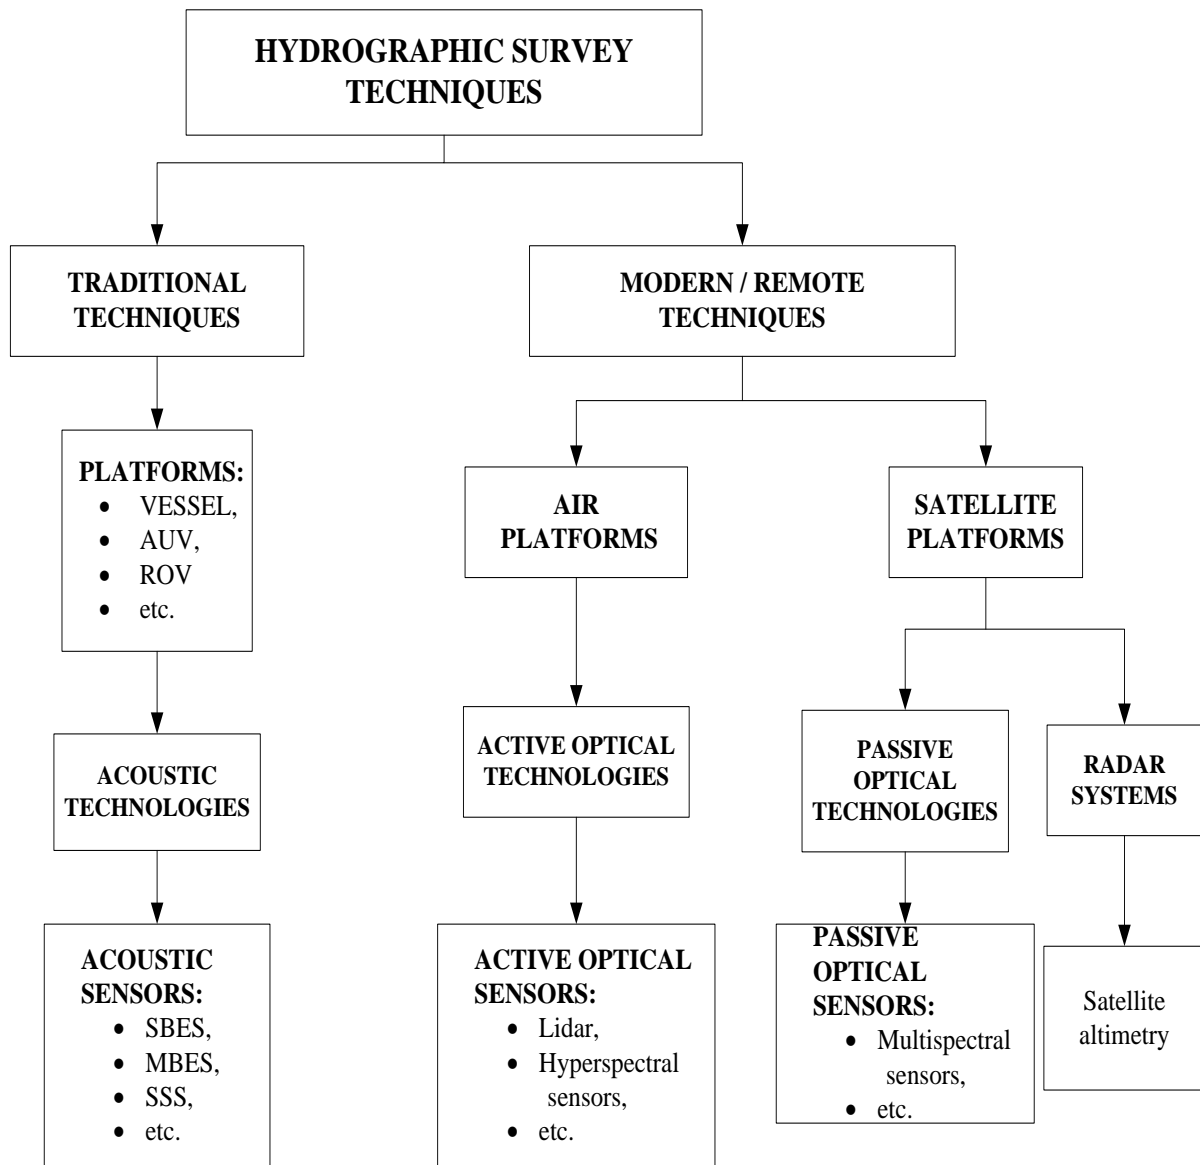 HYDROGRAPHIC SURVEY
TECHNIQUES
TRADITIONAL
TECHNIQUES
MODERN / REMOTE
TECHNIQUES
PLATFORMS:
• VESSEL,
• AUV,
• ROV
• etc.
AIR
PLATFORMS
SATELLITE
PLATFORMS
ACOUSTIC
TECHNOLOGIES
ACTIVE OPTICAL
TECHNOLOGIES
PASSIVE
OPTICAL
TECHNOLOGIES
RADAR
SYSTEMS
ACOUSTIC
SENSORS:
• SBES,
• MBES,
• SSS,
• etc.
ACTIVE OPTICAL
SENSORS:
• Lidar,
• Hyperspectral
sensors,
• etc.
PASSIVE
OPTICAL
SENSORS:
• Multispectral
sensors,
• etc.
Satellite
altimetry